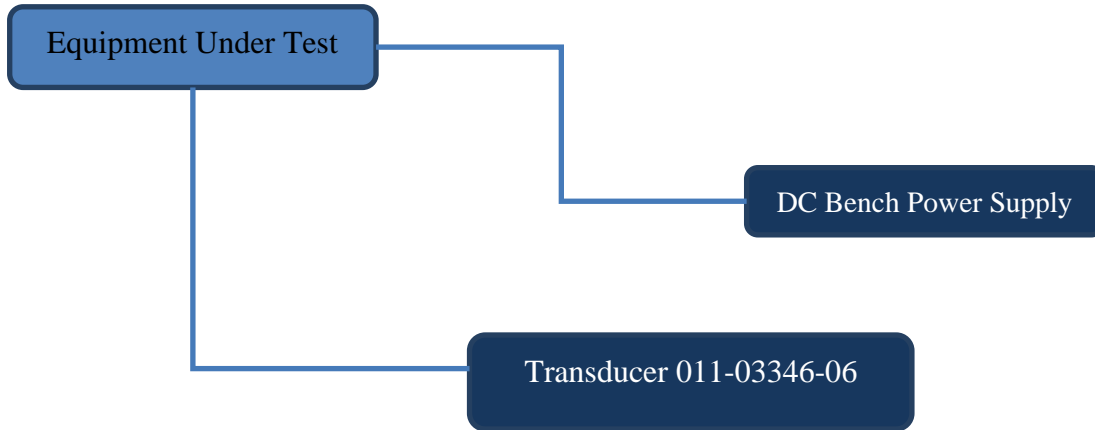 Equipment Under Test
DC Bench Power Supply
Transducer 011-03346-06